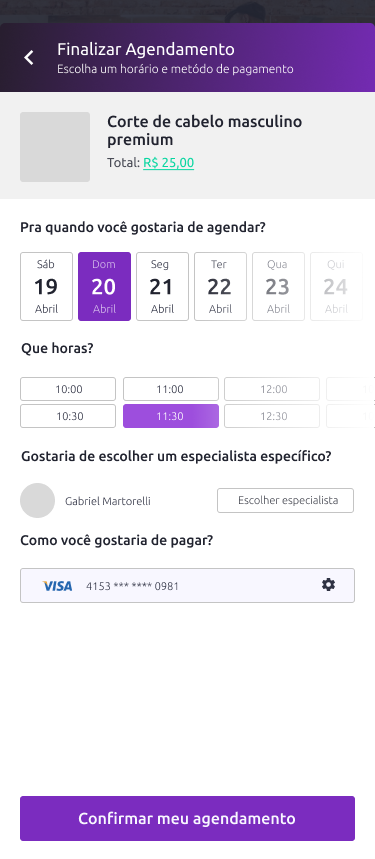 Finalizar Agendamento
Escolha um horário e metódo de pagamento
Corte de cabelo masculino
premium
Total: R$ 25,00
Pra quando você gostaria de agendar?
Sáb Dom Seg Ter Qua Qui
19 20 21 22 23 24
Abril Abril Abril Abril Abril Abril
Que horas?
10:00 11:00 12:00
10:30 11:30 12:30
Gostaria de escolher um especialista específico?
Gabriel Martorelli Escolher especialista
Como você gostaria de pagar?
VISA 4153 *** **** 0981
Confirmar meu agendamento